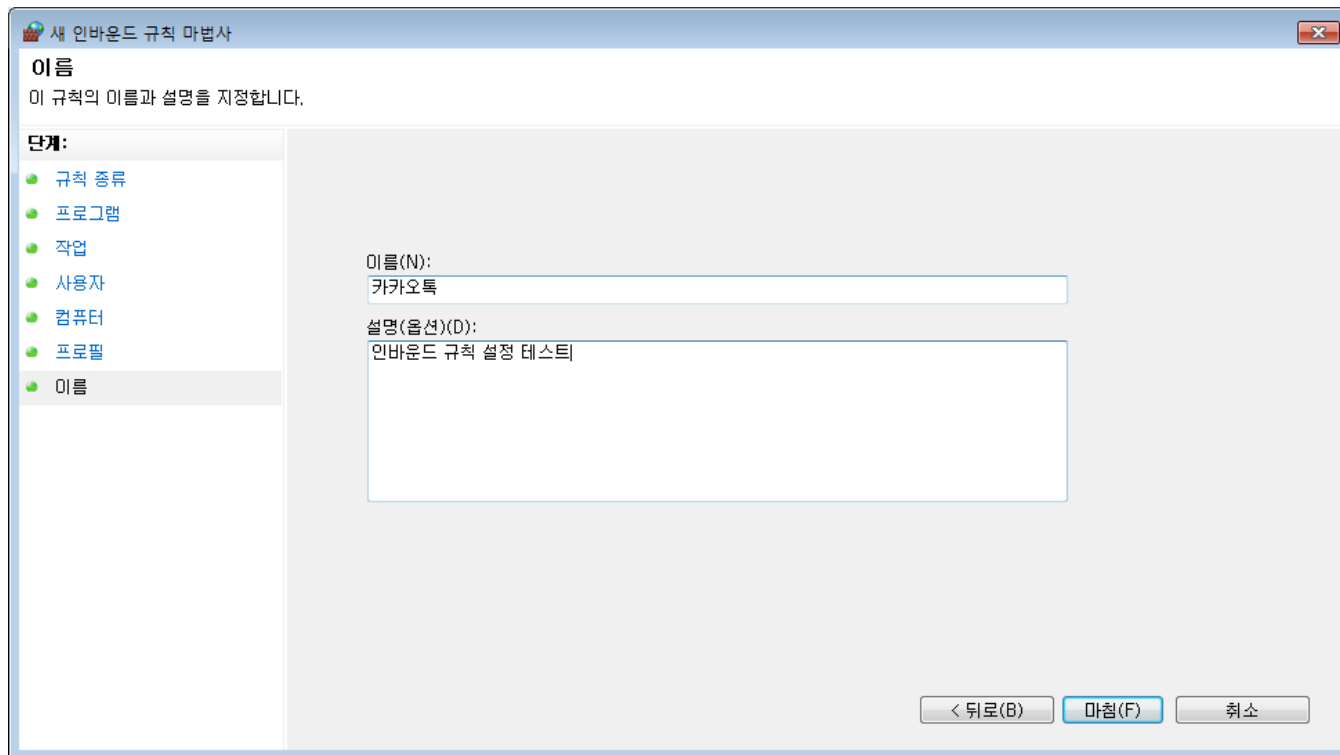 새 인바운드 규칙 마법사
이름
이 규칙의 이름과 설명을 지정합니다.
단계:
규칙 종류
프로그램
작업
사용자
컴퓨터
프로필
이름
이름(N):
카카오톡
설명(옵션)(D):
인바운드 규칙 설정 테스트
< 뒤로(B) 마침(F) 취소